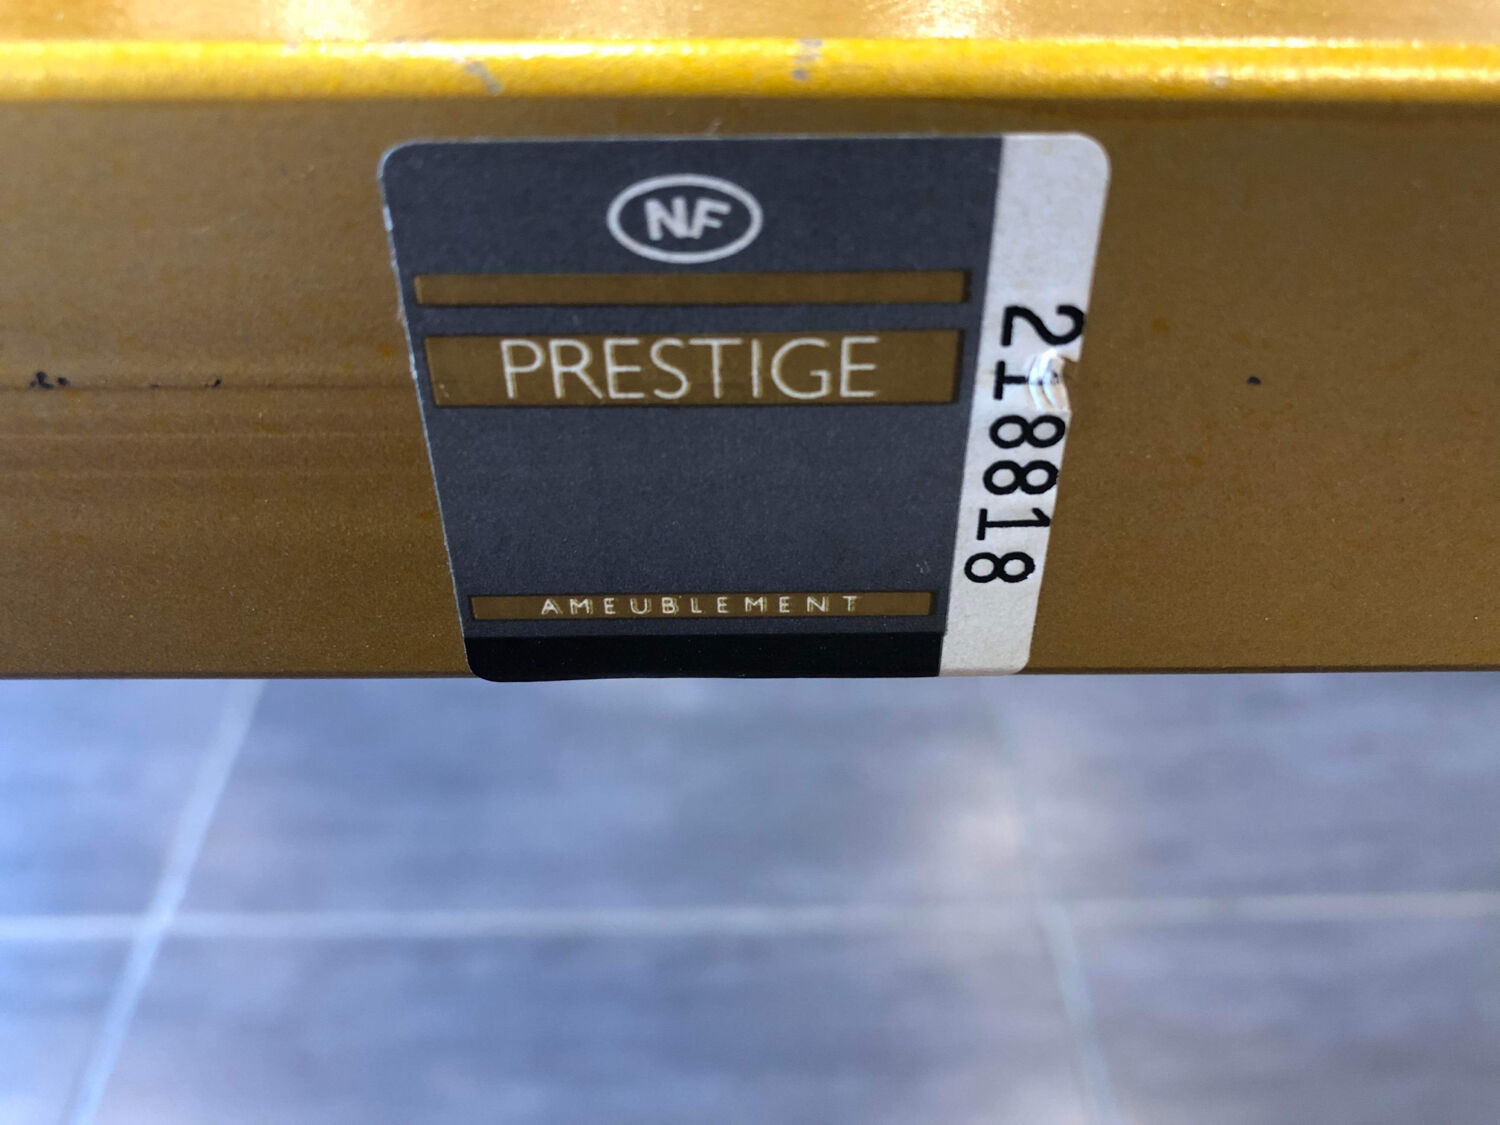 NF
PRESTIGE
AMEUBLEMENT
218818